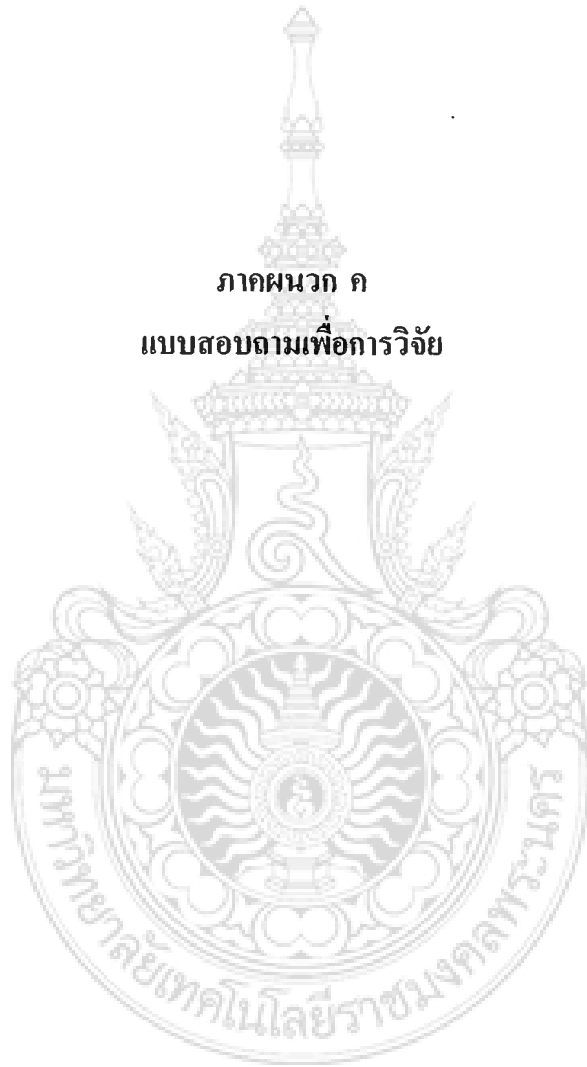 ภาคผนวก ค
แบบสอบถามเพื่อการวิจัย
มหาวิทยาลัยเทคโนโลยีราชมงคลพระนคร